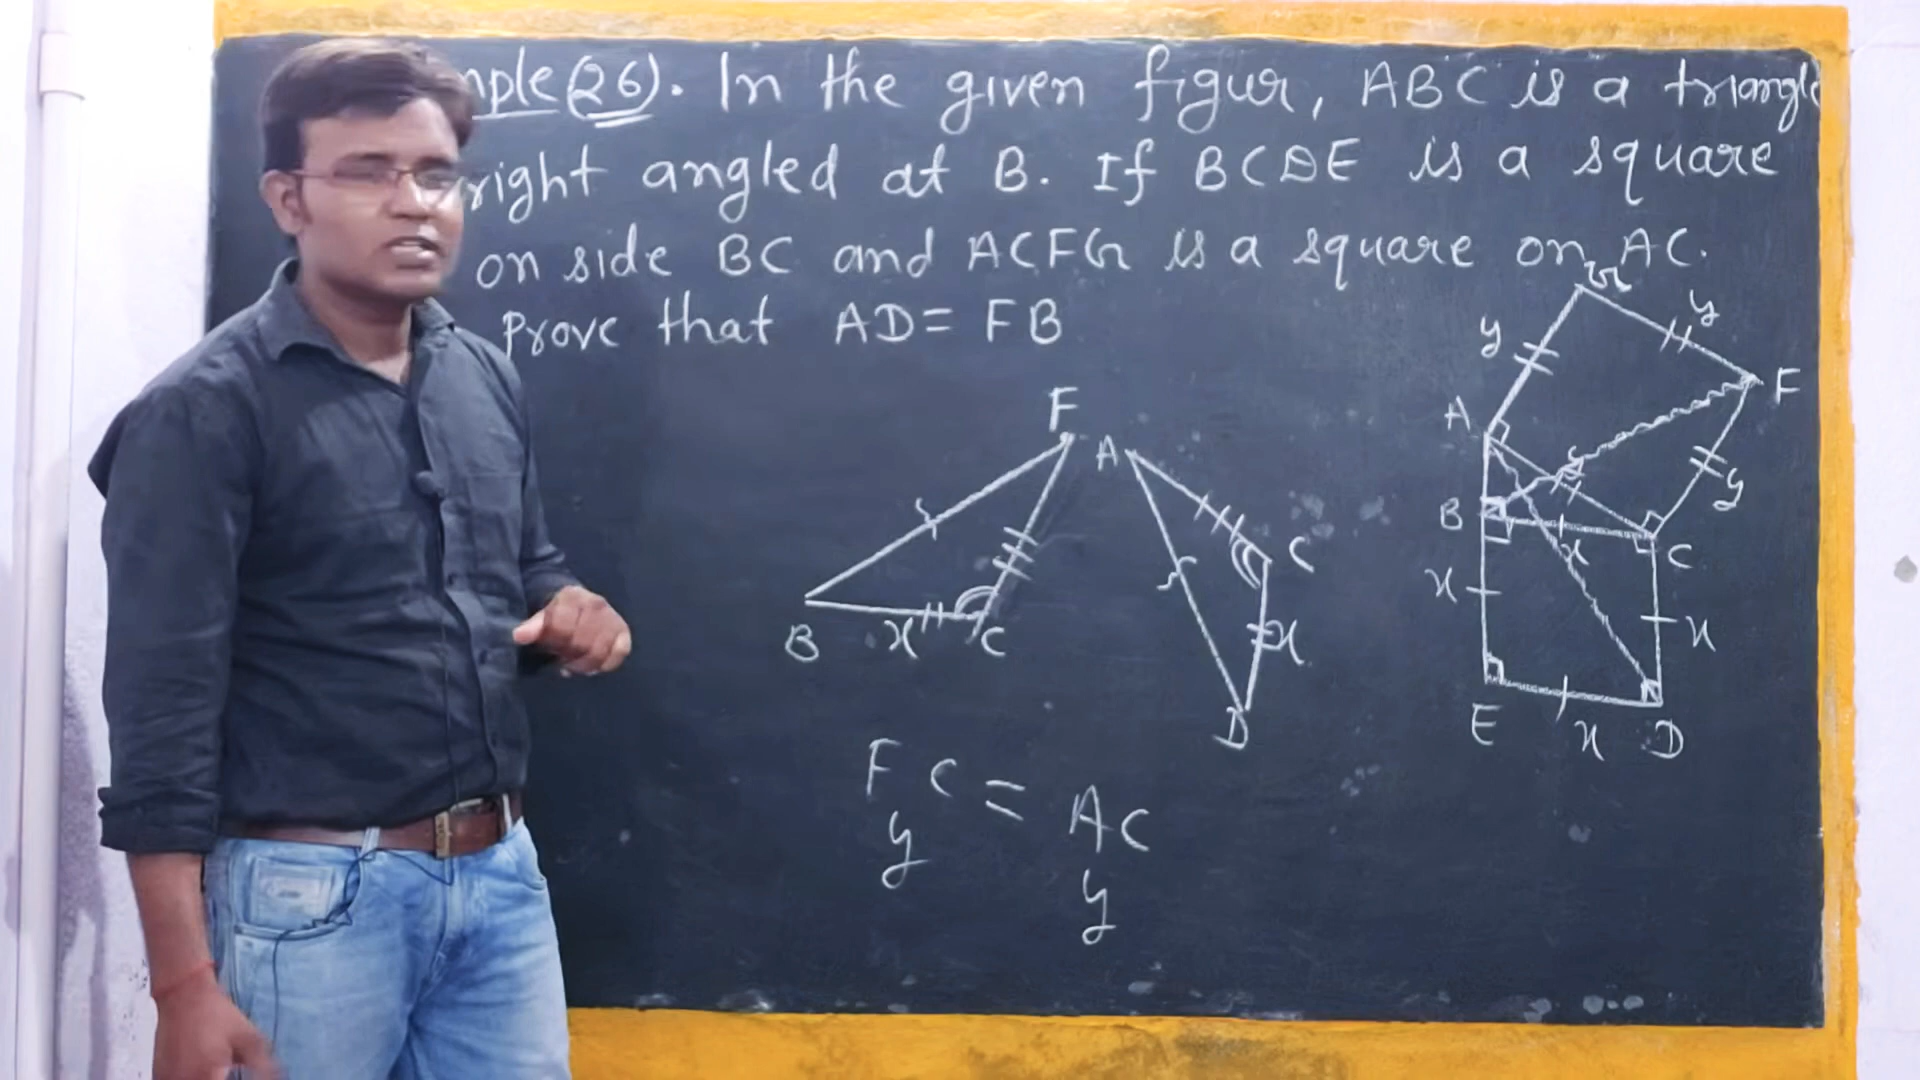 mple(26). In the given figur, ABC is a triangle
right angled at B. If BCDE is a square
on side BC and ACFG is a square on AC.
Prove that AD = FB
G
y
y
F
A
y
B
x
C
x
x
E
x
D
F
B
x
C
A
C
x
D
FC = AC
y y